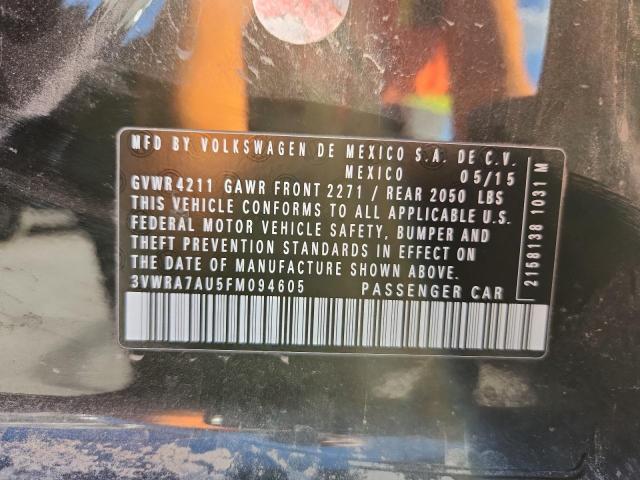 MFD BY VOLKSWAGEN DE MEXICO S.A. DE C.V.
MEXICO 05/15
GVWR 4211 GAWR FRONT 2271 / REAR 2050 LBS
THIS VEHICLE CONFORMS TO ALL APPLICABLE U.S.
FEDERAL MOTOR VEHICLE SAFETY, BUMPER AND
THEFT PREVENTION STANDARDS IN EFFECT ON
THE DATE OF MANUFACTURE SHOWN ABOVE.
3VWRA7AU5FM094605 PASSENGER CAR
2158138 1031 M